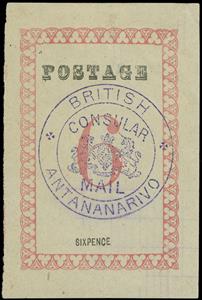 POSTAGE
BRITISH
CONSULAR
6
MAIL
ANTANANARIVO
SIXPENCE